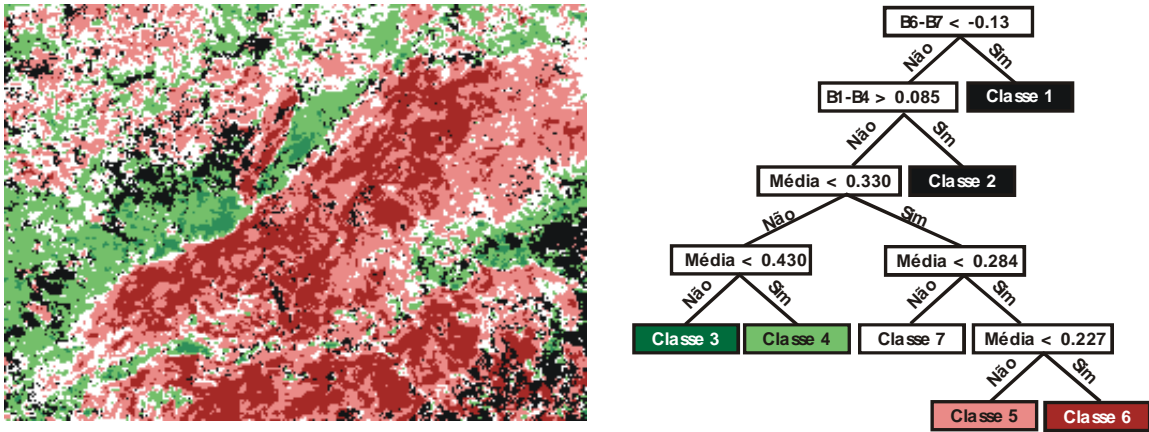 B6-B7 < -0.13
Não
Sim
B1-B4 > 0.085
Classe 1
Não
Sim
Média < 0.330
Classe 2
Não
Sim
Média < 0.430
Média < 0.284
Não
Sim
Não
Sim
Classe 3
Classe 4
Classe 7
Média < 0.227
Não
Sim
Classe 5
Classe 6